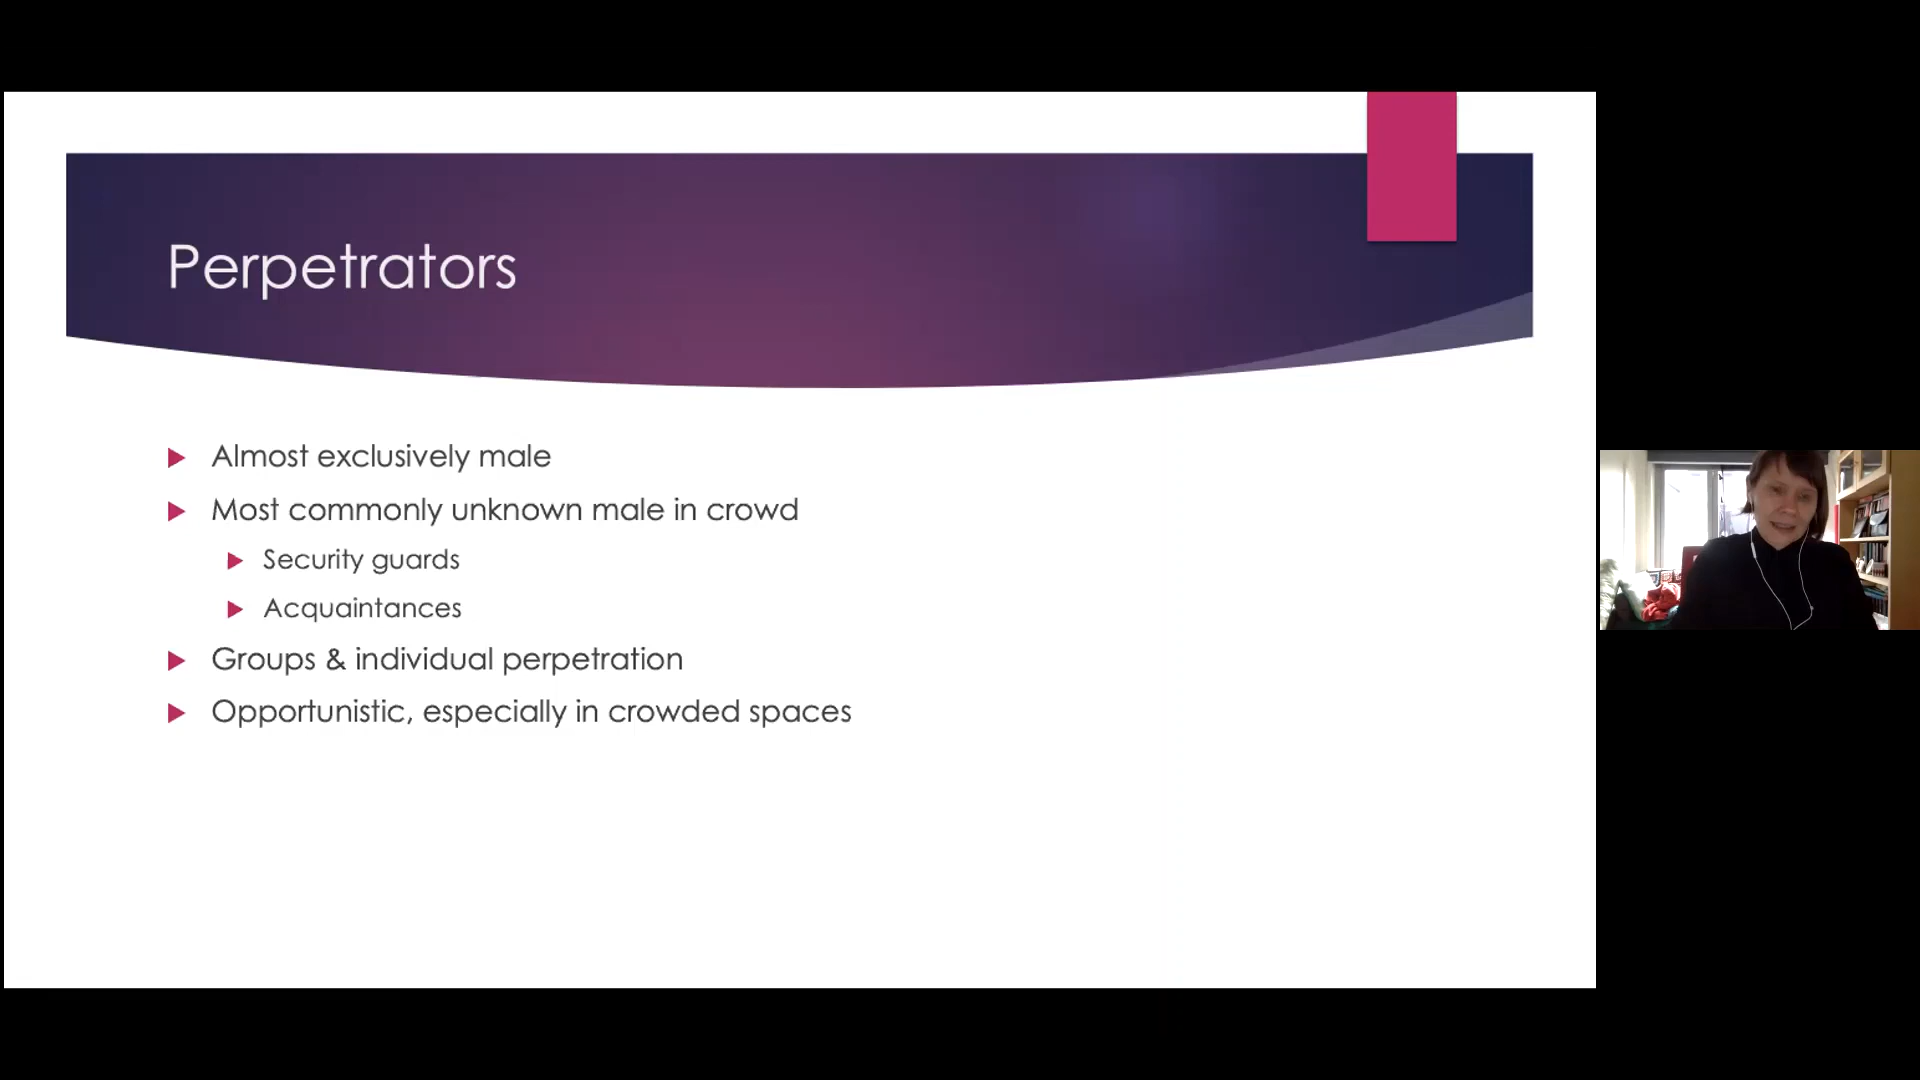 Perpetrators
Almost exclusively male
Most commonly unknown male in crowd
Security guards
Acquaintances
Groups & individual perpetration
Opportunistic, especially in crowded spaces